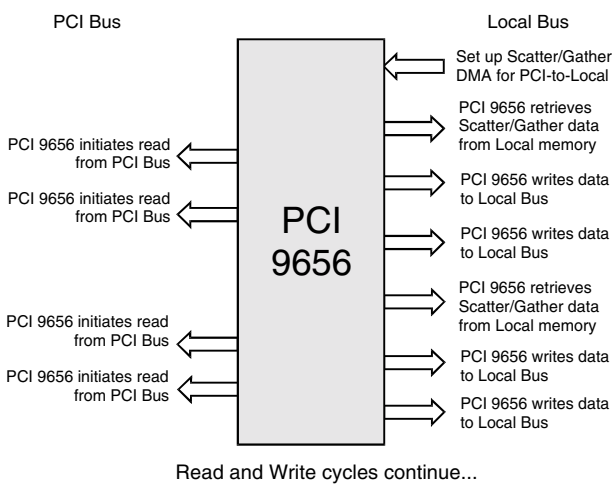 PCI Bus
Local Bus
Set up Scatter/Gather
DMA for PCI-to-Local
PCI 9656 retrieves
Scatter/Gather data
from Local memory
PCI 9656 initiates read
from PCI Bus
PCI 9656 writes data
to Local Bus
PCI 9656 initiates read
from PCI Bus
PCI
9656
PCI 9656 writes data
to Local Bus
PCI 9656 retrieves
Scatter/Gather data
from Local memory
PCI 9656 initiates read
from PCI Bus
PCI 9656 writes data
to Local Bus
PCI 9656 initiates read
from PCI Bus
PCI 9656 writes data
to Local Bus
Read and Write cycles continue...